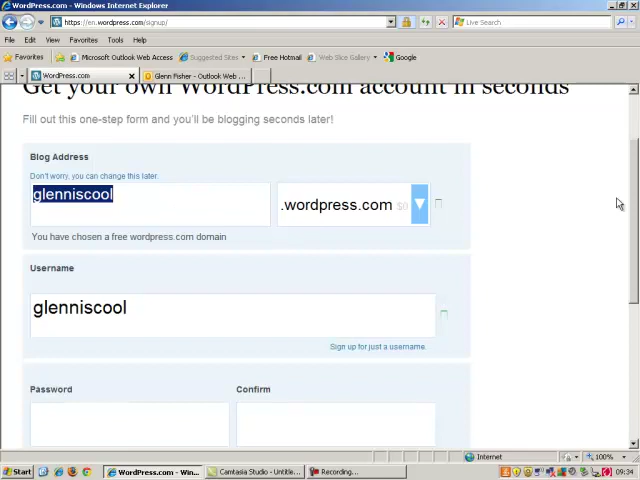 WordPress.com - Windows Internet Explorer
https://en.wordpress.com/signup/
Live Search
File Edit View Favorites Tools Help
Favorites Microsoft Outlook Web Access Suggested Sites Free Hotmail Web Slice Gallery Google
WordPress.com Glenn Fisher - Outlook Web ...
Get your own WordPress.com account in seconds
Fill out this one-step form and you'll be blogging seconds later!
Blog Address
Don't worry, you can change this later.
glenniscool .wordpress.com $0
You have chosen a free wordpress.com domain
Username
glenniscool
Sign up for just a username.
Password Confirm
Internet 100%
Start WordPress.com - Win... Camtasia Studio - Untitle... Recording... 09:34